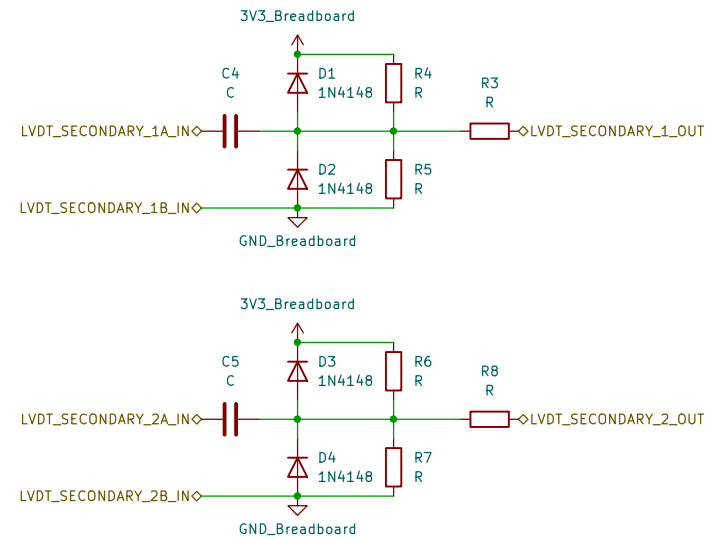 3V3_Breadboard
C4
C
D1
1N4148
R4
R
R3
R
LVDT_SECONDARY_1A_IN
LVDT_SECONDARY_1_OUT
D2
1N4148
R5
R
LVDT_SECONDARY_1B_IN
GND_Breadboard
3V3_Breadboard
C5
C
D3
1N4148
R6
R
R8
R
LVDT_SECONDARY_2A_IN
LVDT_SECONDARY_2_OUT
D4
1N4148
R7
R
LVDT_SECONDARY_2B_IN
GND_Breadboard